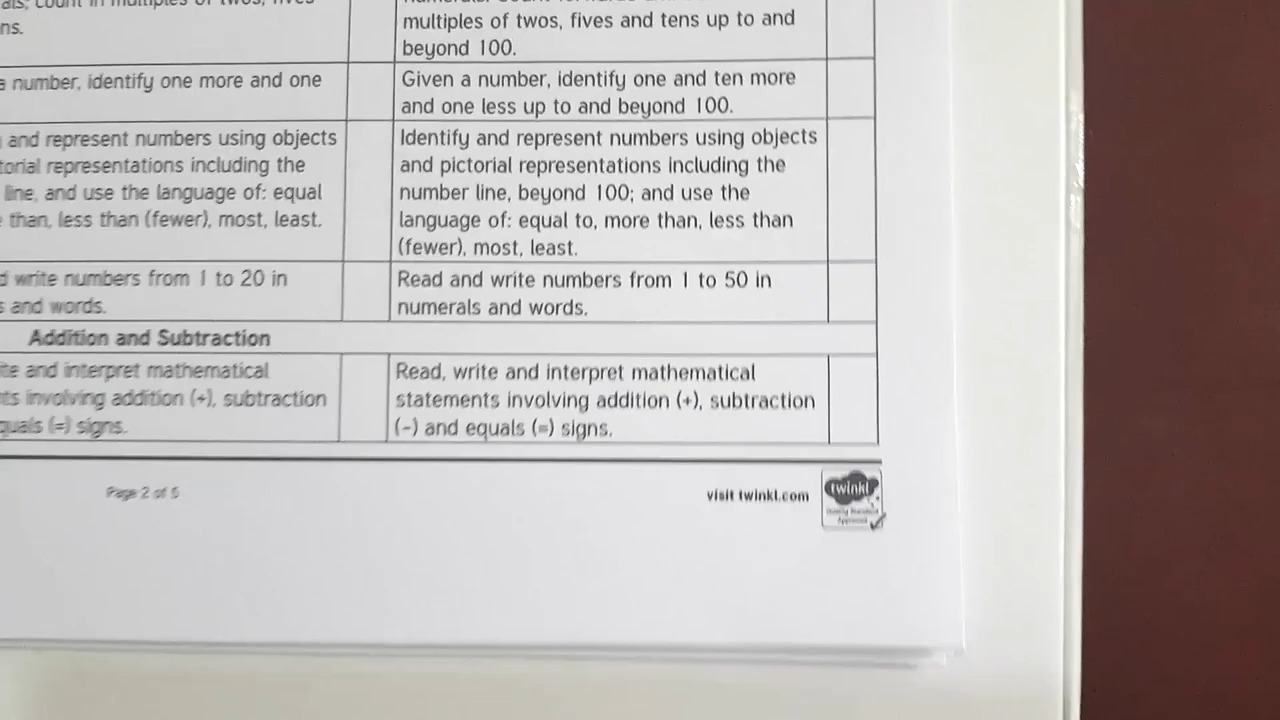 ns.
multiples of twos, fives and tens up to and
beyond 100.
a number, identify one more and one
Given a number, identify one and ten more
and one less up to and beyond 100.
and represent numbers using objects
torial representations including the
line, and use the language of: equal
than, less than (fewer), most, least.
Identify and represent numbers using objects
and pictorial representations including the
number line, beyond 100; and use the
language of: equal to, more than, less than
(fewer), most, least.
d write numbers from 1 to 20 in
s and words.
Read and write numbers from 1 to 50 in
numerals and words.
Addition and Subtraction
ite and interpret mathematical
ts involving addition (+), subtraction
quals (=) signs.
Read, write and interpret mathematical
statements involving addition (+), subtraction
(-) and equals (=) signs.
Page 2 of 5
visit twinkl.com
twinkl